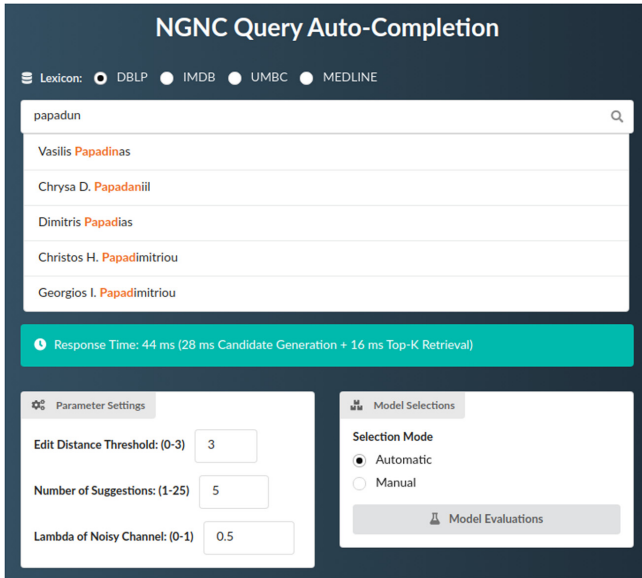 NGNC Query Auto-Completion
Lexicon: DBLP IMDB UMBC MEDLINE
papadun
Vasilis Papadinas
Chrysa D. Papadaniil
Dimitris Papadias
Christos H. Papadimitriou
Georgios I. Papadimitriou
Response Time: 44 ms (28 ms Candidate Generation + 16 ms Top-K Retrieval)
Parameter Settings
Edit Distance Threshold: (0-3) 3
Number of Suggestions: (1-25) 5
Lambda of Noisy Channel: (0-1) 0.5
Model Selections
Selection Mode
Automatic
Manual
Model Evaluations